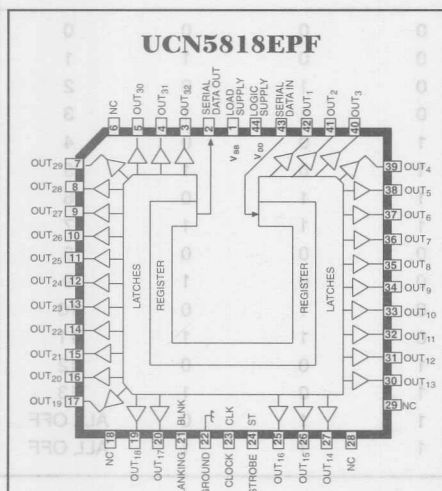 UCN5818EPF
NC
OUT30
OUT31
OUT32
SERIAL DATA OUT
LOAD SUPPLY
LOGIC SUPPLY
SERIAL DATA IN
OUT1
OUT2
OUT3
6
5
4
3
2
1
44
43
42
41
40
VBB
VDD
OUT29 7
OUT28 8
OUT27 9
OUT26 10
OUT25 11
OUT24 12
OUT23 13
OUT22 14
OUT21 15
OUT20 16
OUT19 17
LATCHES
REGISTER
REGISTER
LATCHES
39 OUT4
38 OUT5
37 OUT6
36 OUT7
35 OUT8
34 OUT9
33 OUT10
32 OUT11
31 OUT12
30 OUT13
29 NC
BLNK
CLK
ST
18
19
20
21
22
23
24
25
26
27
28
NC
OUT18
OUT17
ANKING
GROUND
CLOCK
STROBE
OUT16
OUT15
OUT14
NC
ALL OFF
ALL OFF